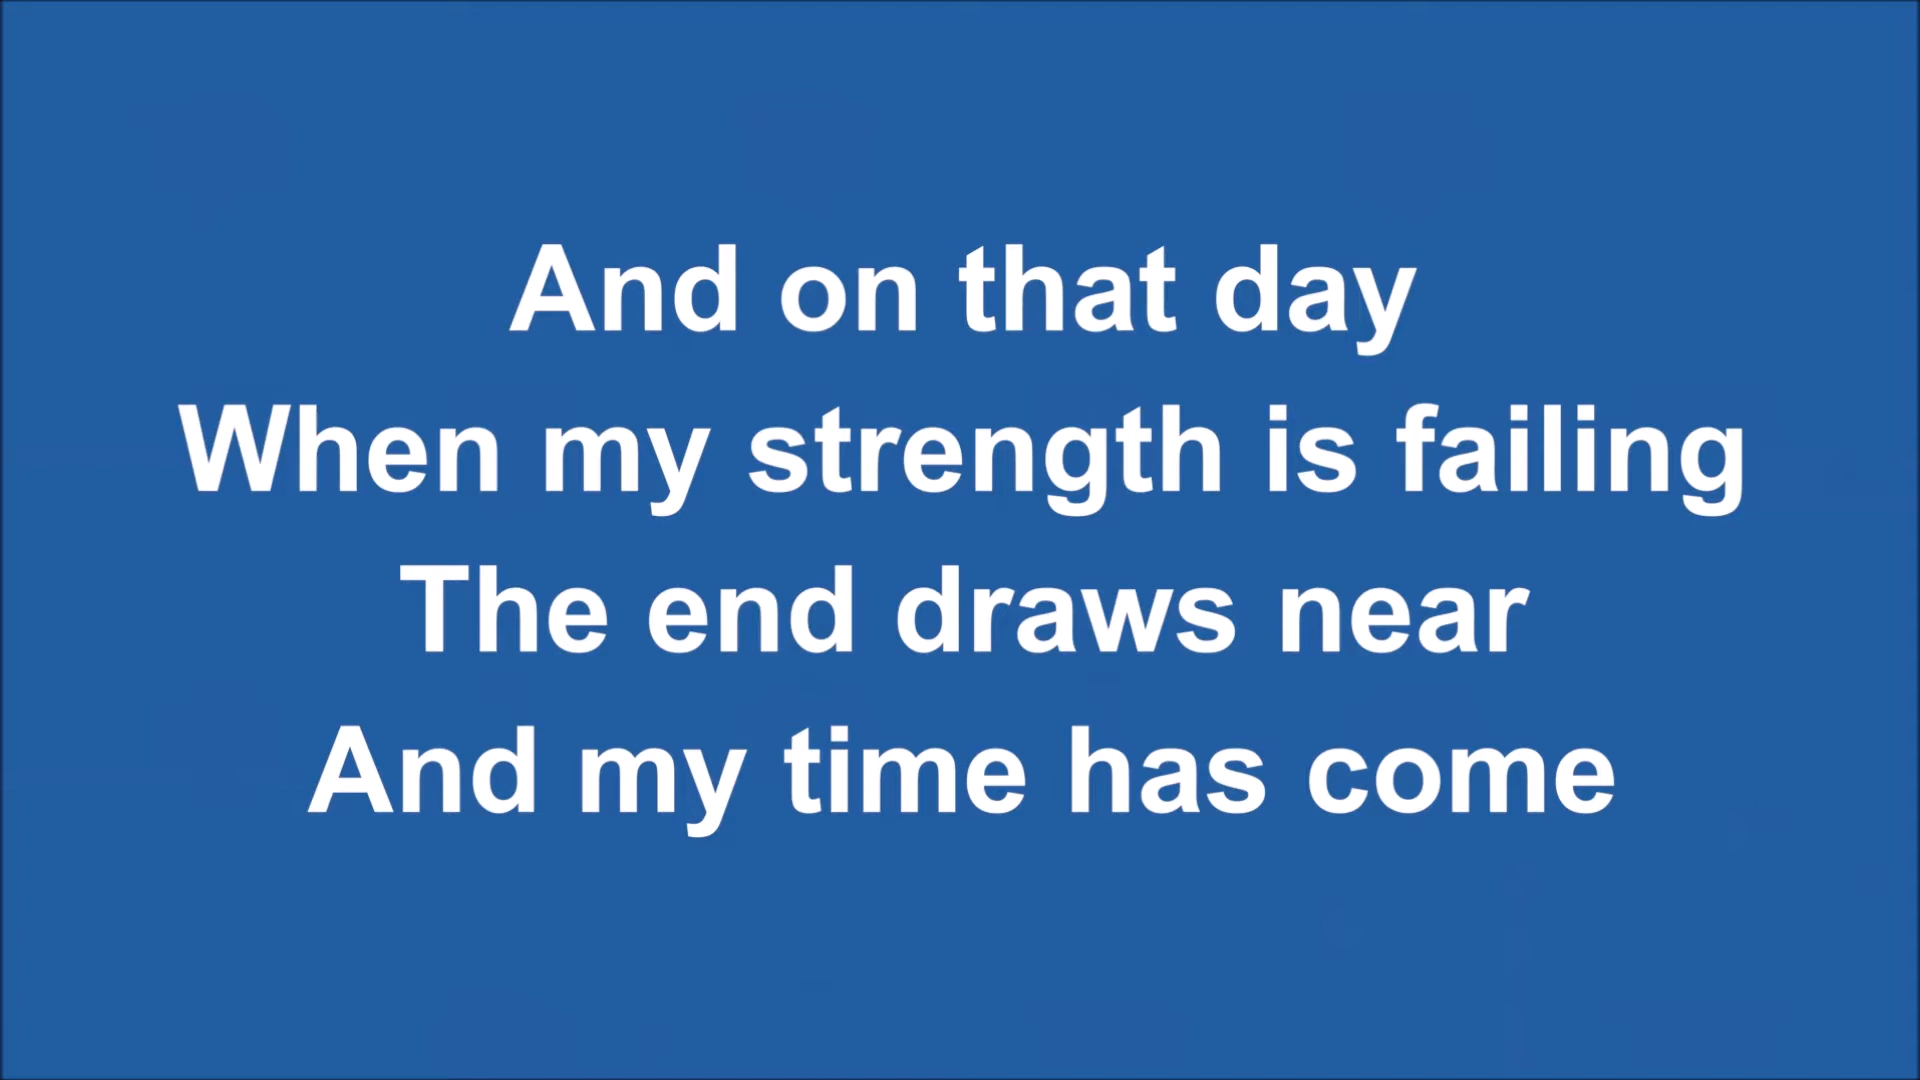 And on that day
When my strength is failing
The end draws near
And my time has come